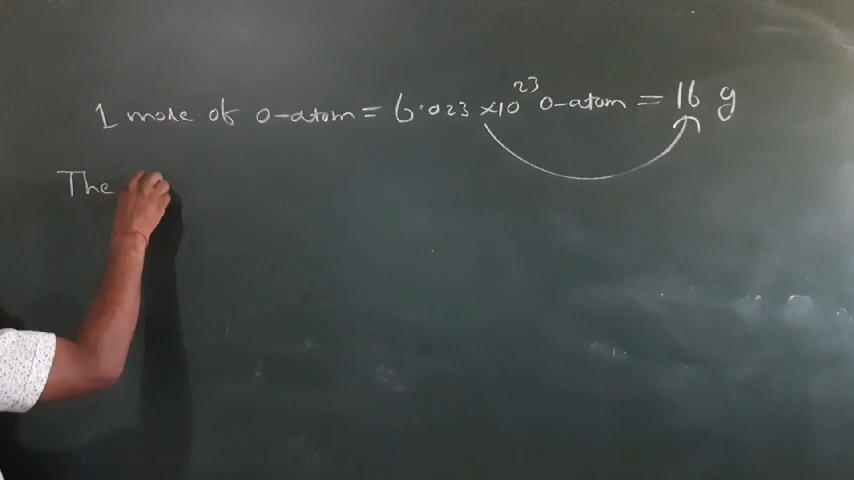 1 mole of O-atom = 6.023 ×10²³ O-atom = 16 g
The